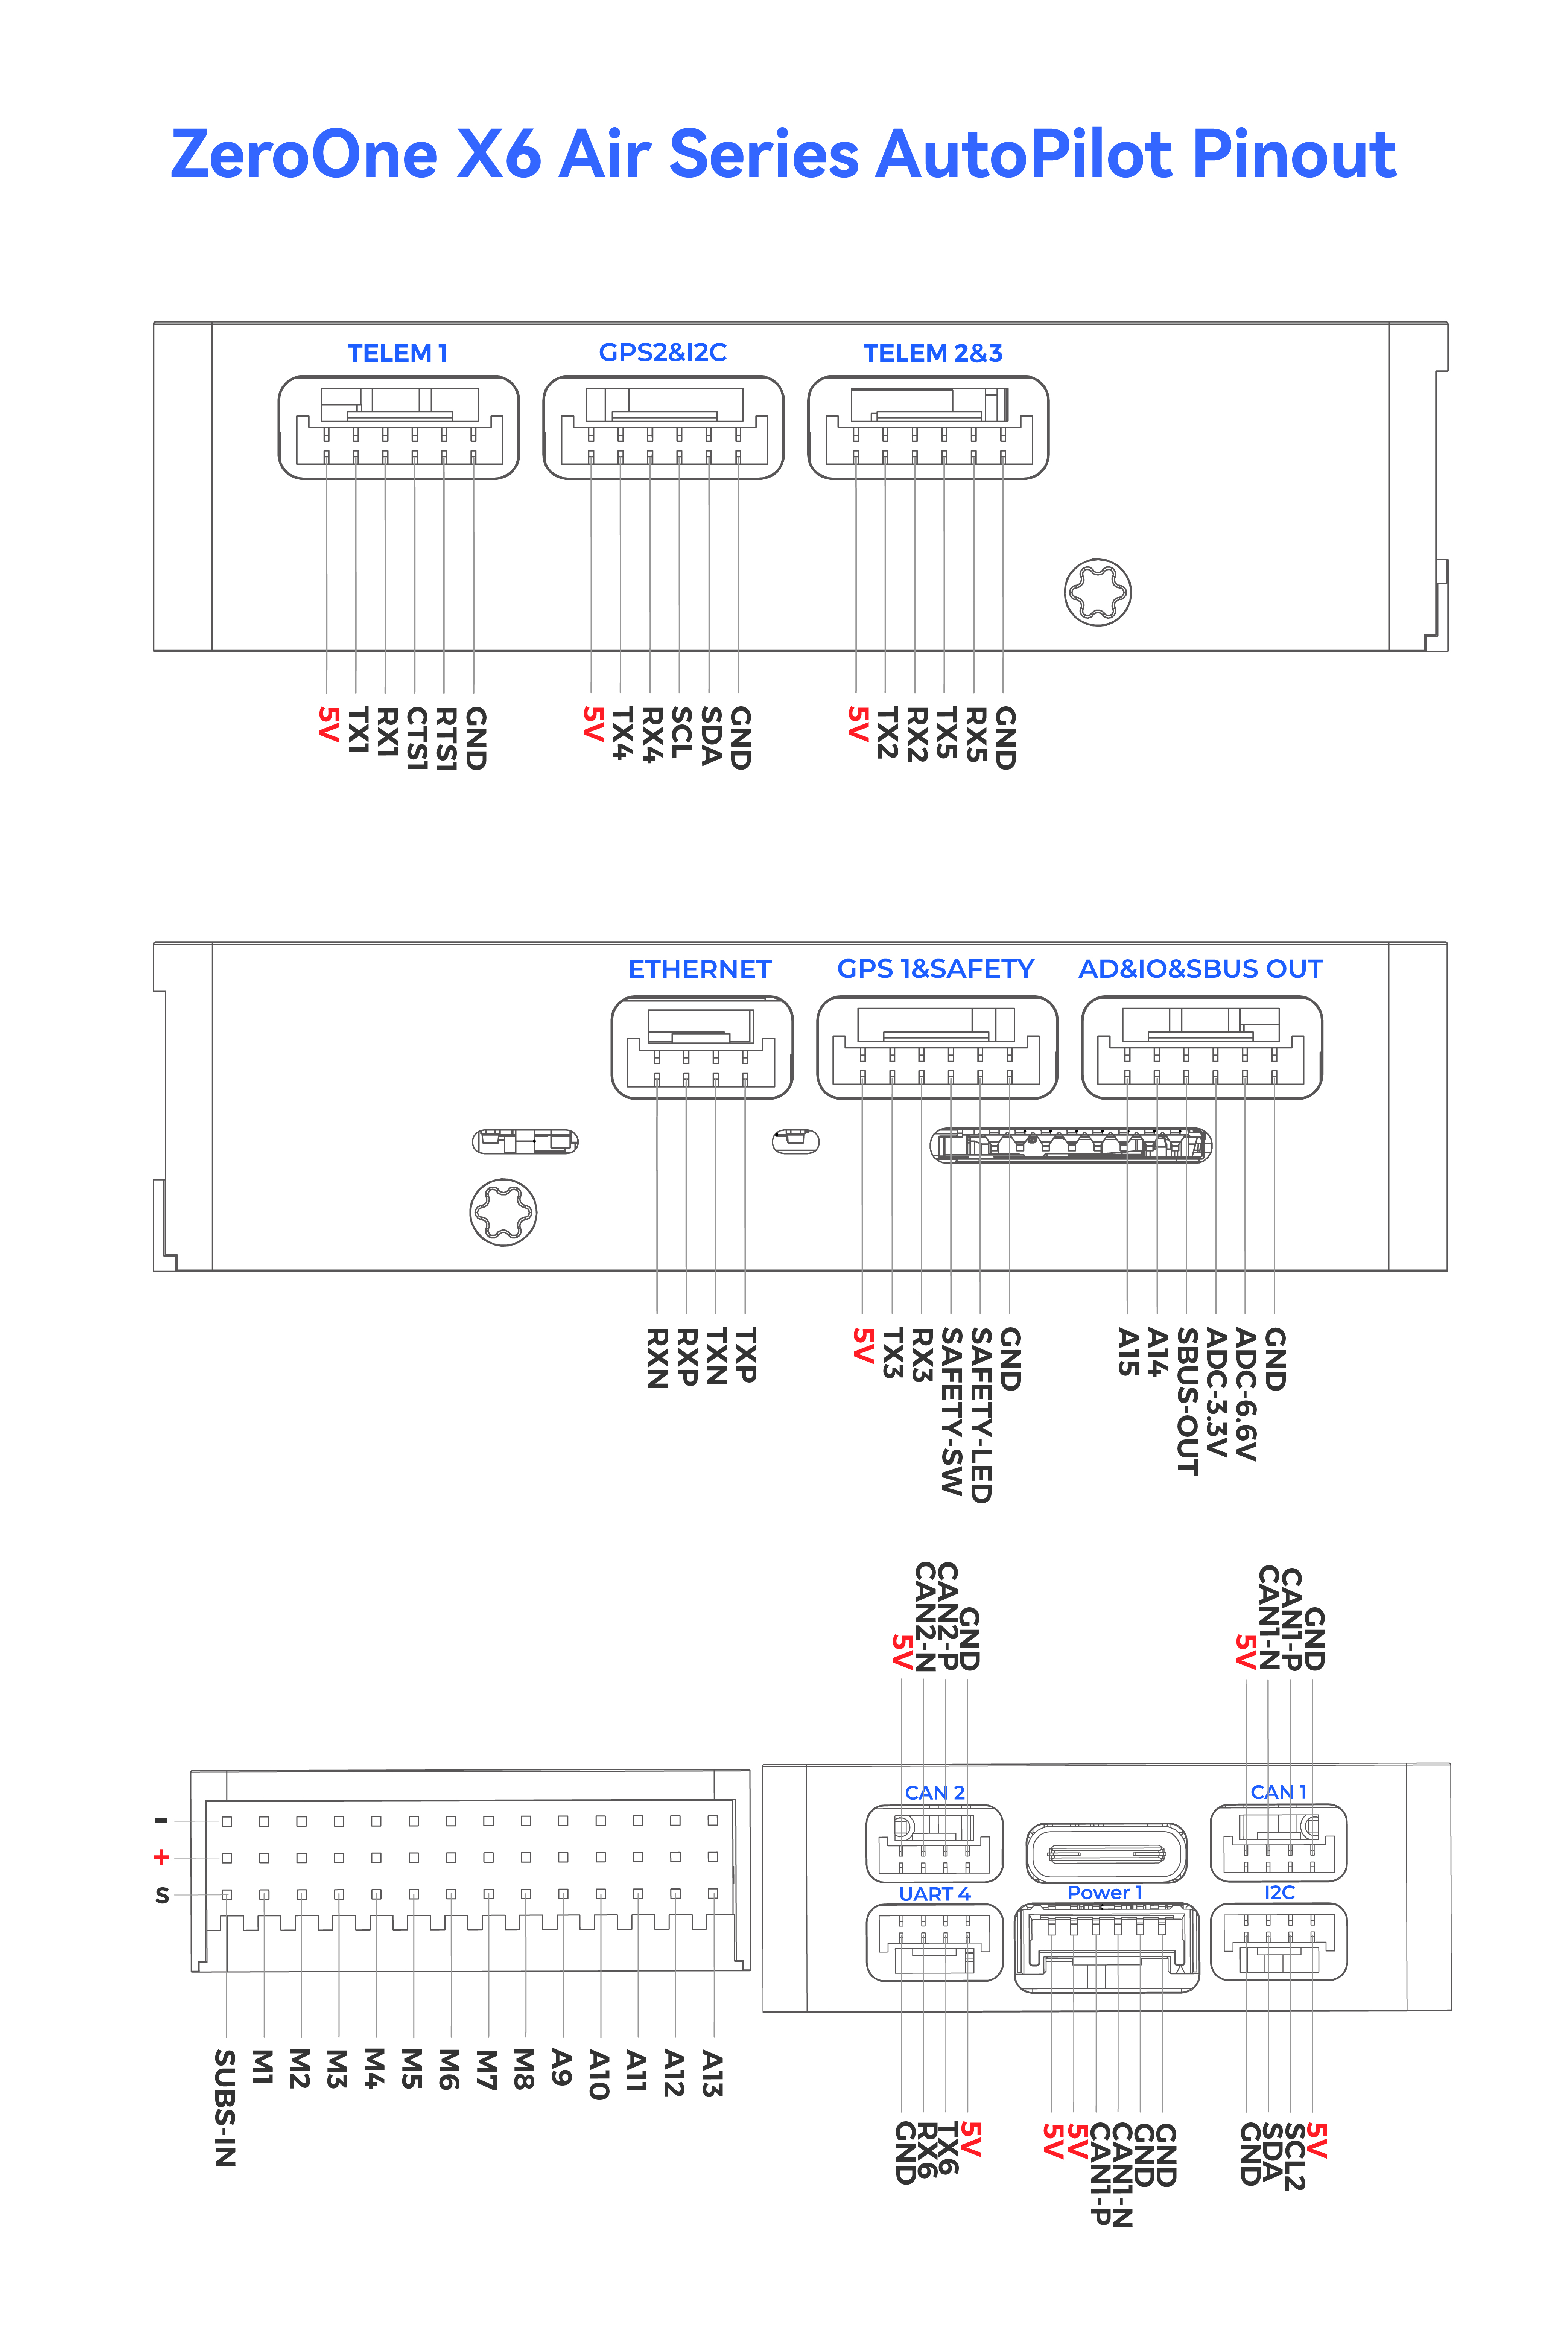 ZeroOne X6 Air Series AutoPilot Pinout
TELEM 1
GPS2&I2C
TELEM 2&3
5V
TX1
RX1
CTS1
RTS1
GND
5V
TX4
RX4
SCL
SDA
GND
5V
TX2
RX2
TX5
RX5
GND
ETHERNET
GPS 1&SAFETY
AD&IO&SBUS OUT
RXN
RXP
TXN
TXP
5V
TX3
RX3
SAFETY-SW
SAFETY-LED
GND
A15
A14
SBUS-OUT
ADC-3.3V
ADC-6.6V
GND
5V
CAN2-N
CAN2-P
GND
5V
CAN1-N
CAN1-P
GND
-
+
S
SUBS-IN
M1
M2
M3
M4
M5
M6
M7
M8
A9
A10
A11
A12
A13
CAN 2
CAN 1
UART 4
Power 1
I2C
GND
RX6
TX6
5V
5V
5V
CAN1-P
CAN1-N
GND
GND
GND
SDA
SCL2
5V